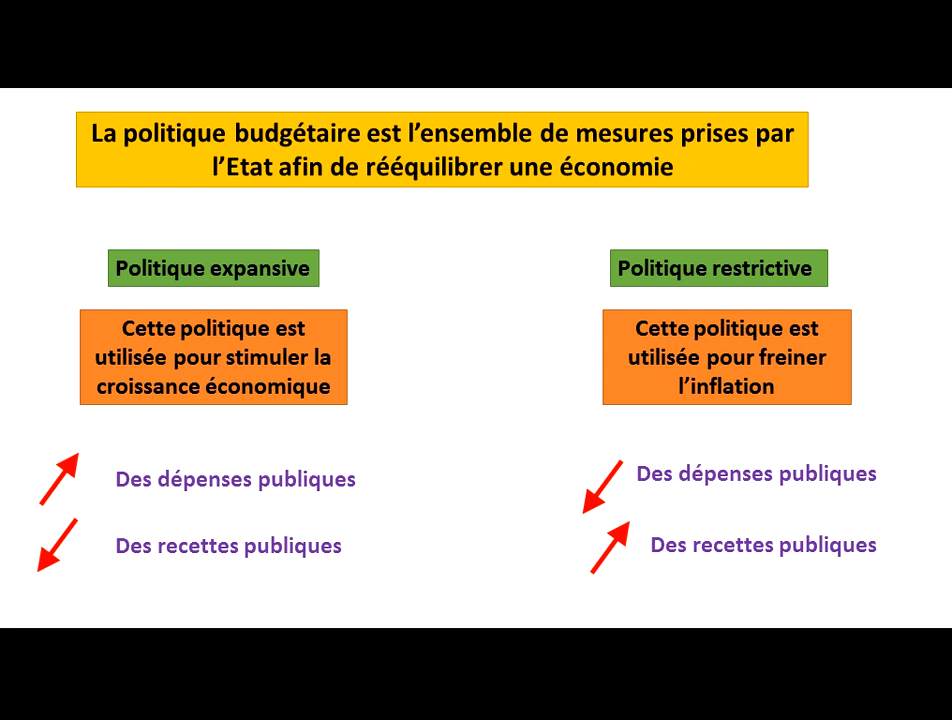 La politique budgétaire est l’ensemble de mesures prises par
l’Etat afin de rééquilibrer une économie
Politique expansive
Cette politique est
utilisée pour stimuler la
croissance économique
Des dépenses publiques
Des recettes publiques
Politique restrictive
Cette politique est
utilisée pour freiner
l’inflation
Des dépenses publiques
Des recettes publiques